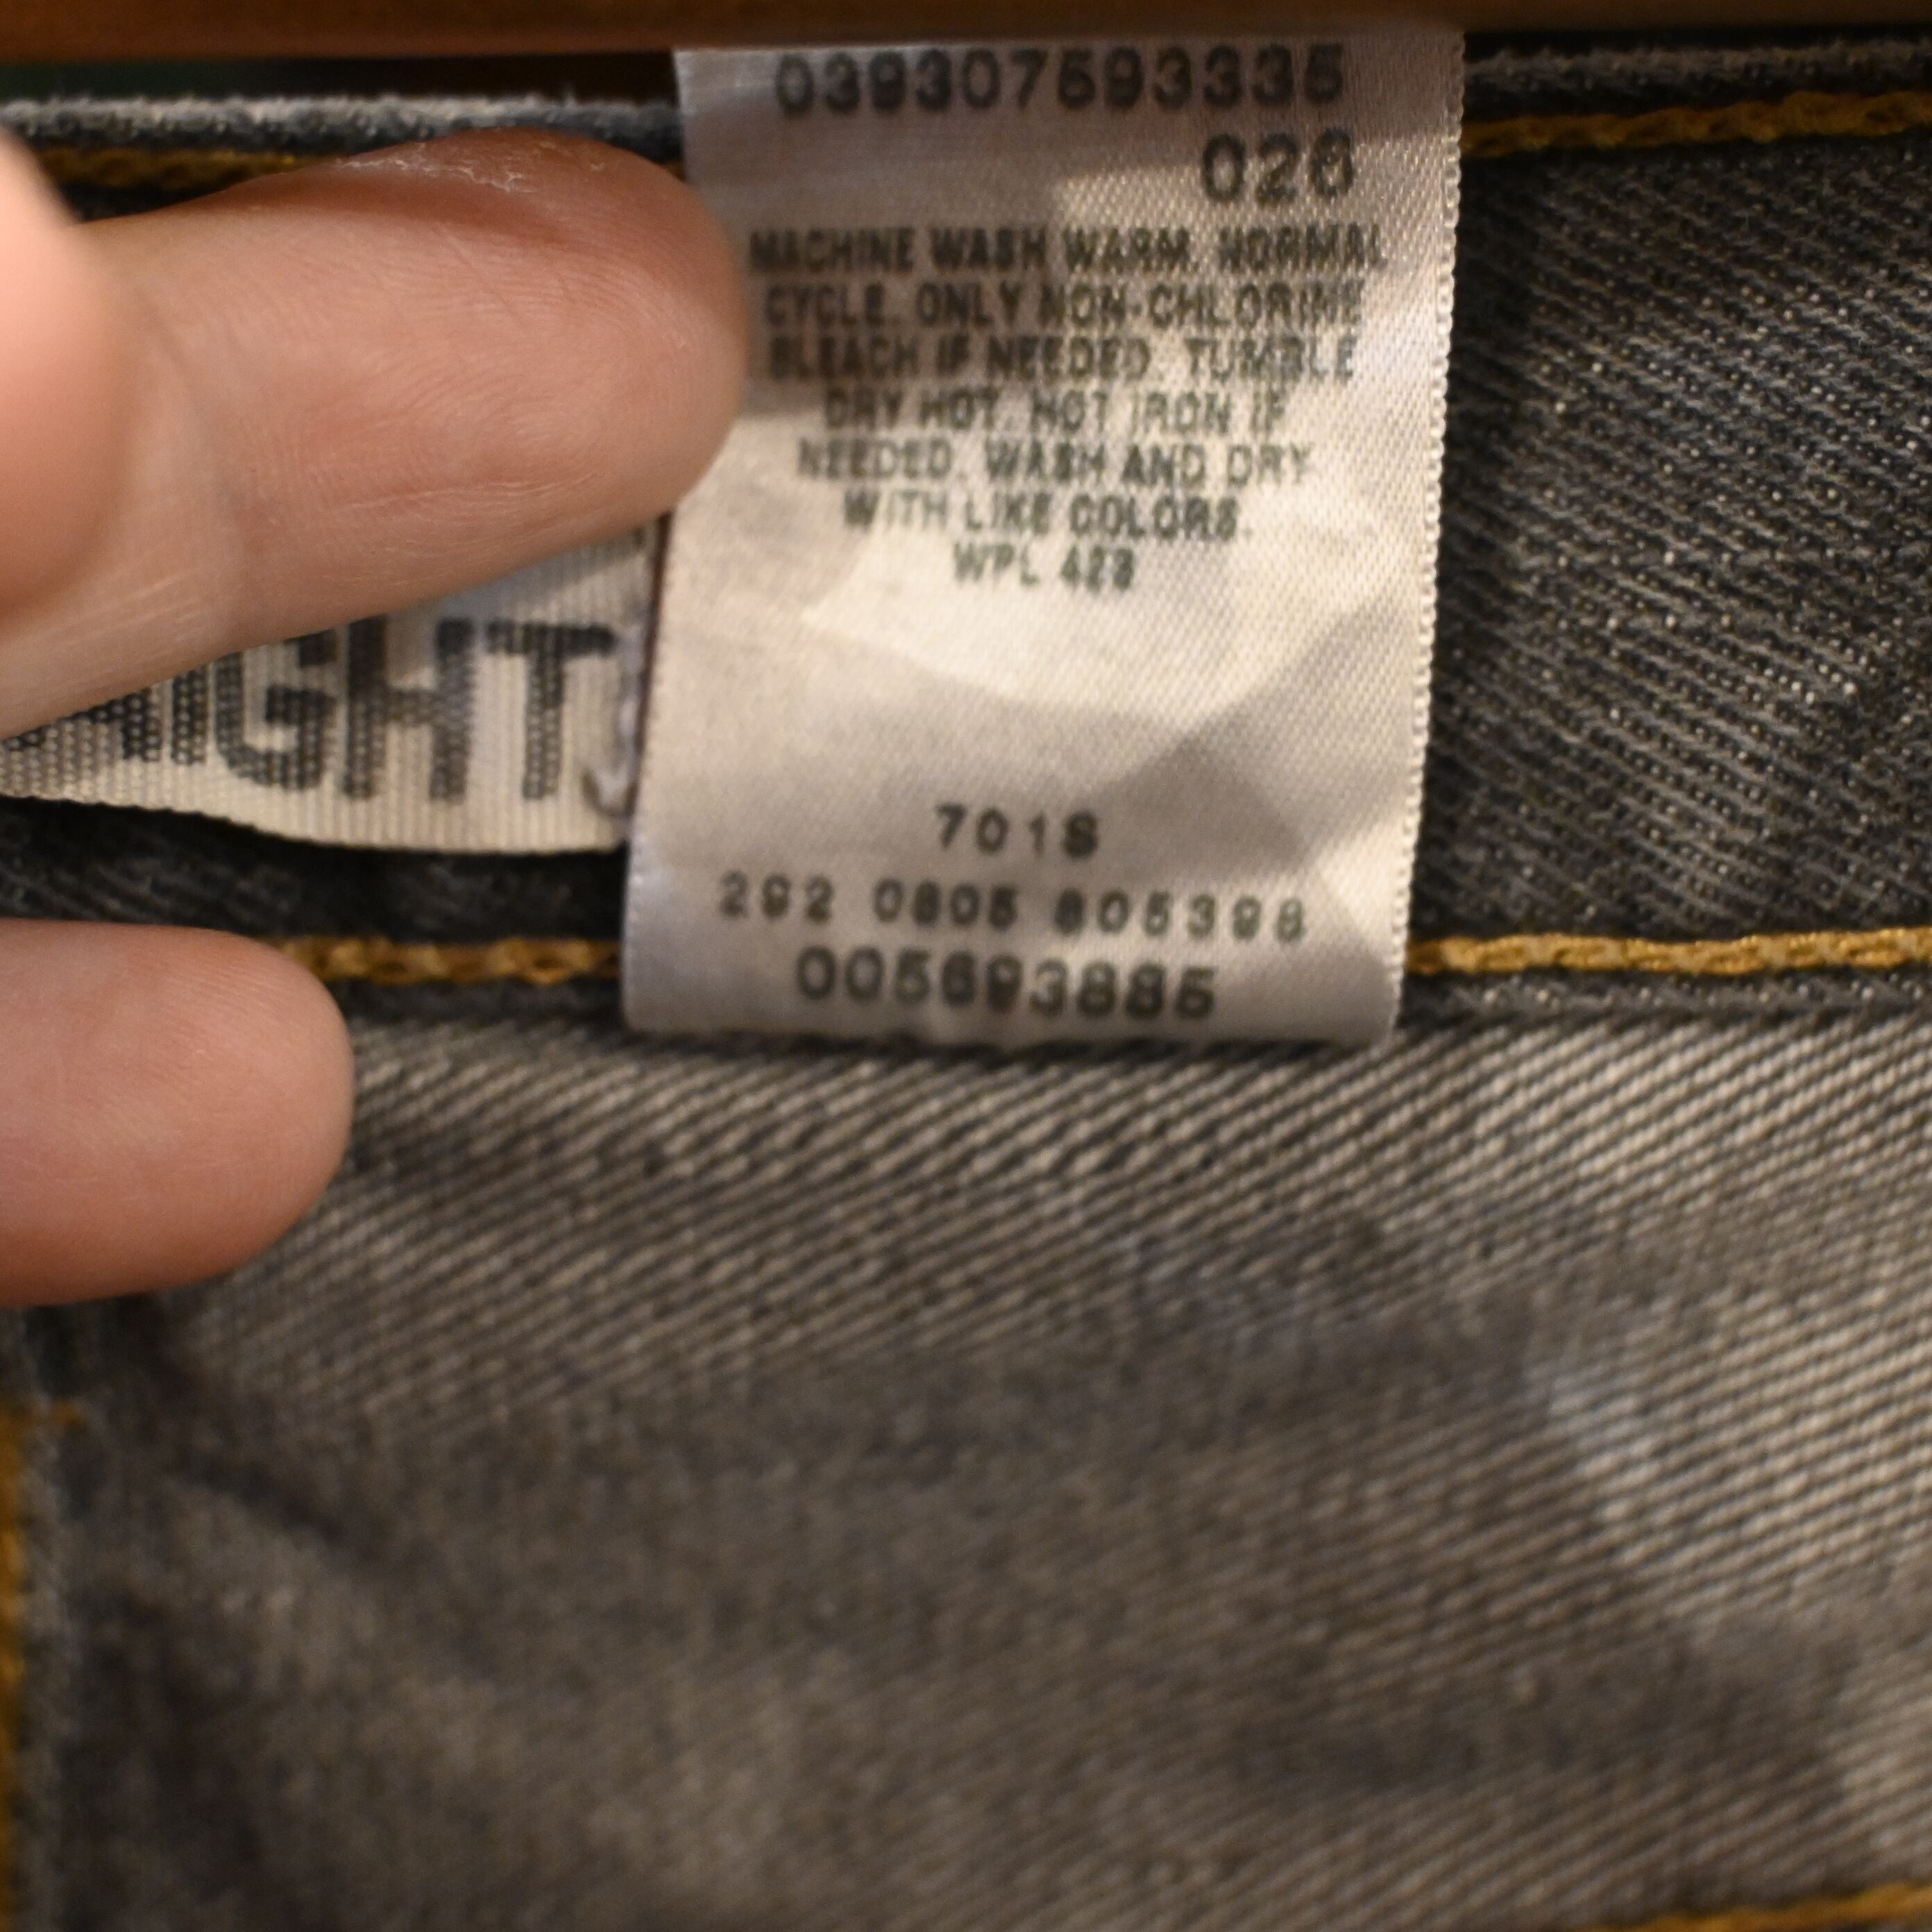 039307593335
026
MACHINE WASH WARM. NORMAL
CYCLE. ONLY NON-CHLORINE
BLEACH IF NEEDED. TUMBLE
DRY HOT. HOT IRON IF
NEEDED. WASH AND DRY
WITH LIKE COLORS.
WPL 423
IGHT
701S
292 0805 805398
005693885